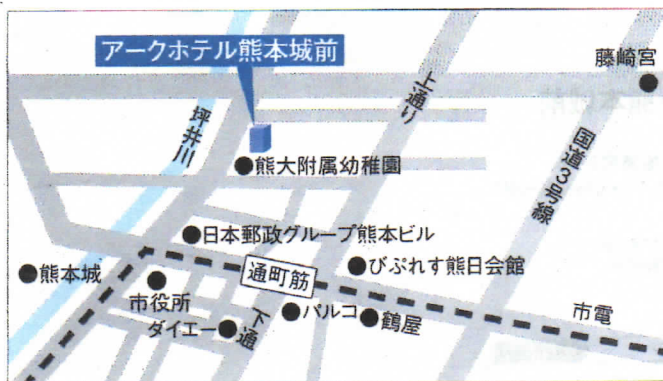 アークホテル熊本城前
藤崎宮
上通り
坪井川
国道3号線
熊大附属幼稚園
日本郵政グループ熊本ビル
びぷれす熊日会館
熊本城
通町筋
市役所
パルコ
市電
ダイエー
下通
鶴屋